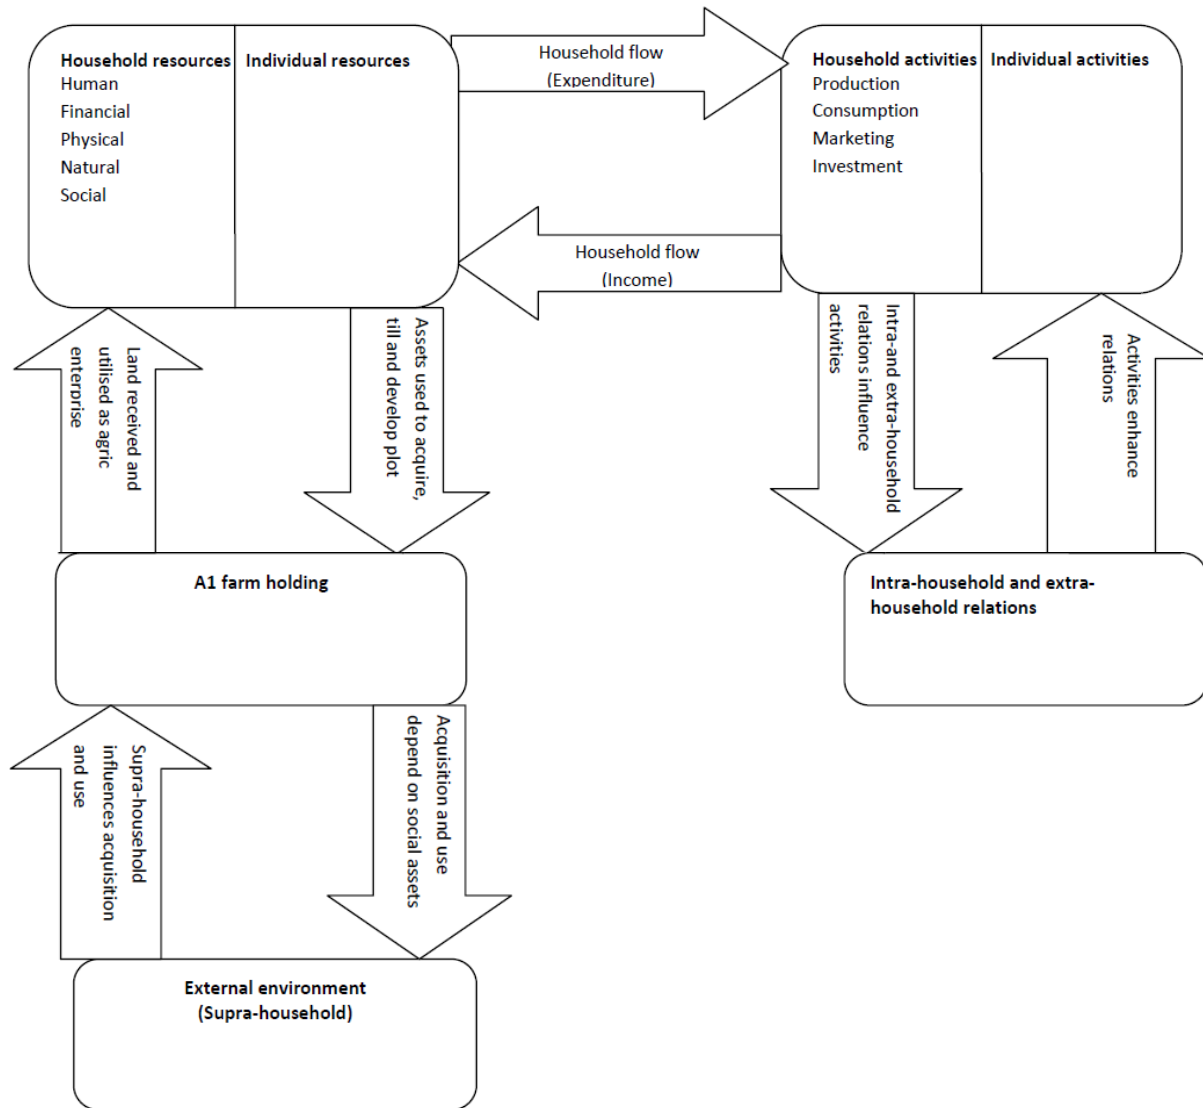 Household resources
Human
Financial
Physical
Natural
Social
Individual resources
Household flow
(Expenditure)
Household activities
Production
Consumption
Marketing
Investment
Individual activities
Household flow
(Income)
Land received and
utilised as agric
enterprise
Assets used to acquire,
till and develop plot
Intra-and extra-household
relations influence
activities
Activities enhance
relations
A1 farm holding
Intra-household and extra-
household relations
Supra-household
influences acquisition
and use
Acquisition and use
depend on social assets
External environment
(Supra-household)